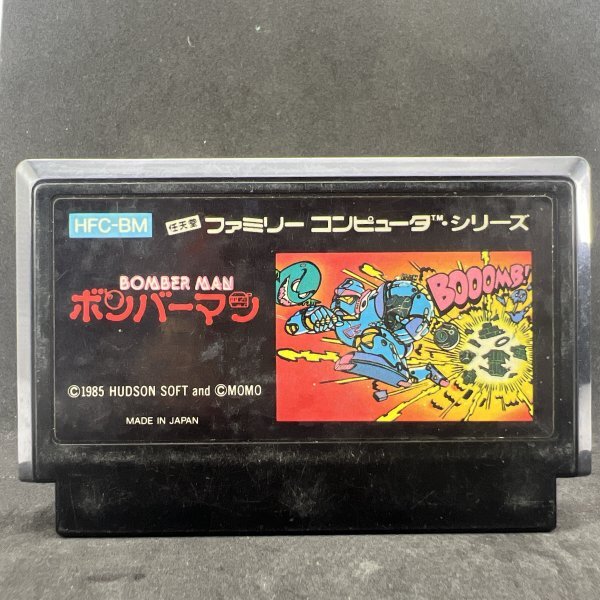 HFC-BM
任天堂 ファミリー コンピュータ™・シリーズ
BOMBER MAN
ボンバーマン
BOOOMB!
©1985 HUDSON SOFT and ©MOMO
MADE IN JAPAN